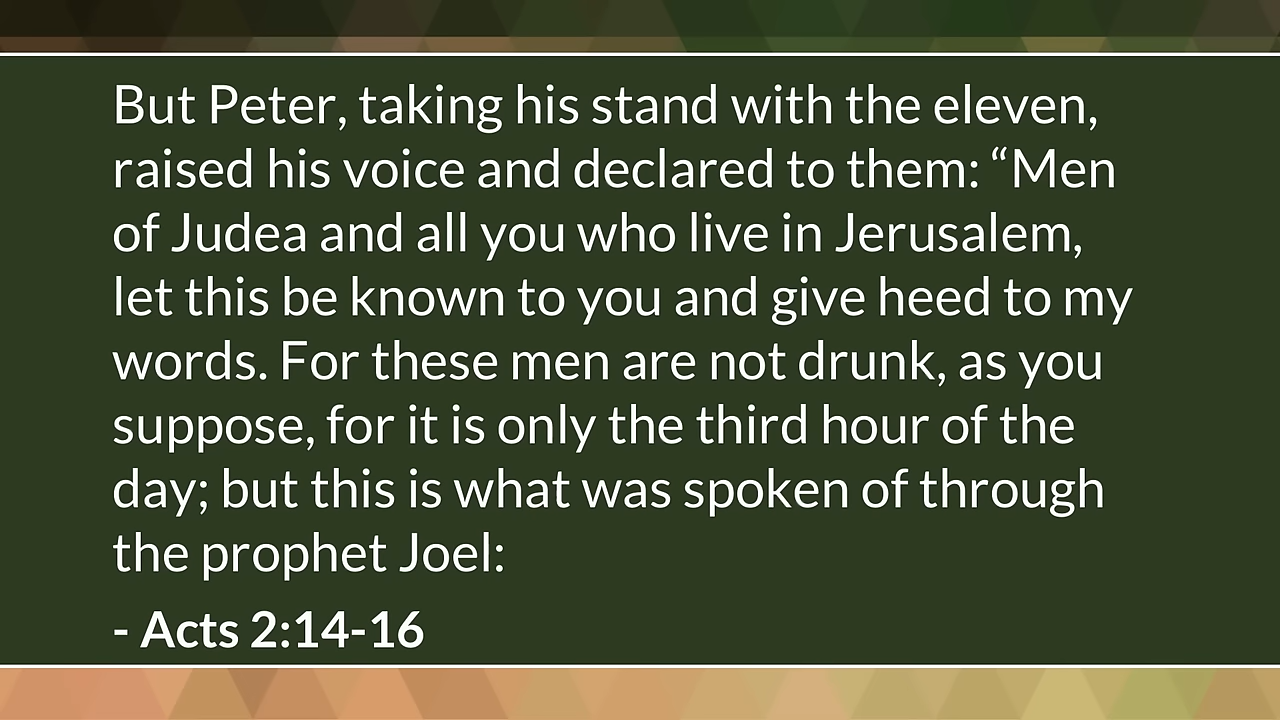 But Peter, taking his stand with the eleven,
raised his voice and declared to them: “Men
of Judea and all you who live in Jerusalem,
let this be known to you and give heed to my
words. For these men are not drunk, as you
suppose, for it is only the third hour of the
day; but this is what was spoken of through
the prophet Joel:
- Acts 2:14-16